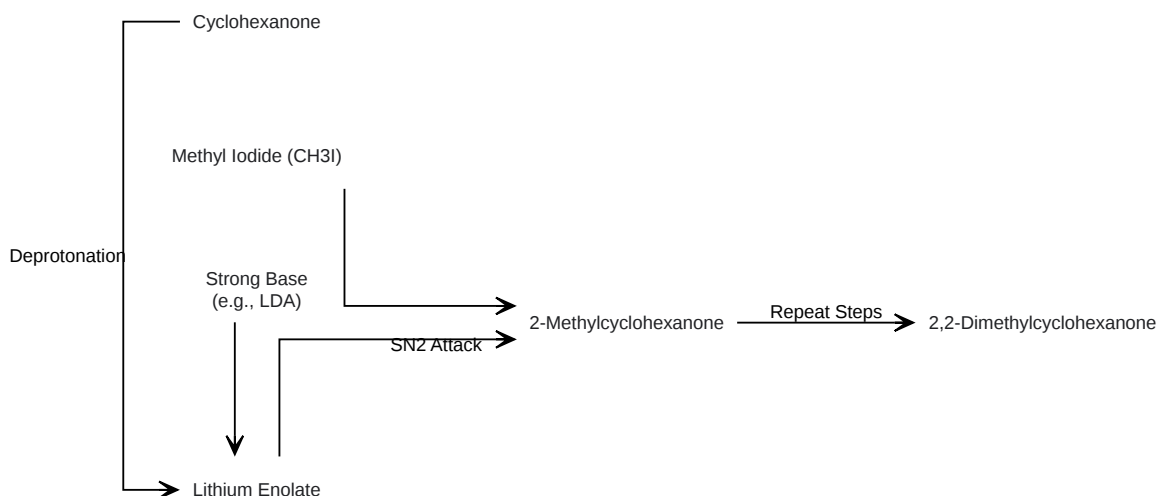 Cyclohexanone
Methyl Iodide (CH3I)
Deprotonation
Strong Base
(e.g., LDA)
Repeat Steps
2-Methylcyclohexanone
2,2-Dimethylcyclohexanone
SN2 Attack
Lithium Enolate